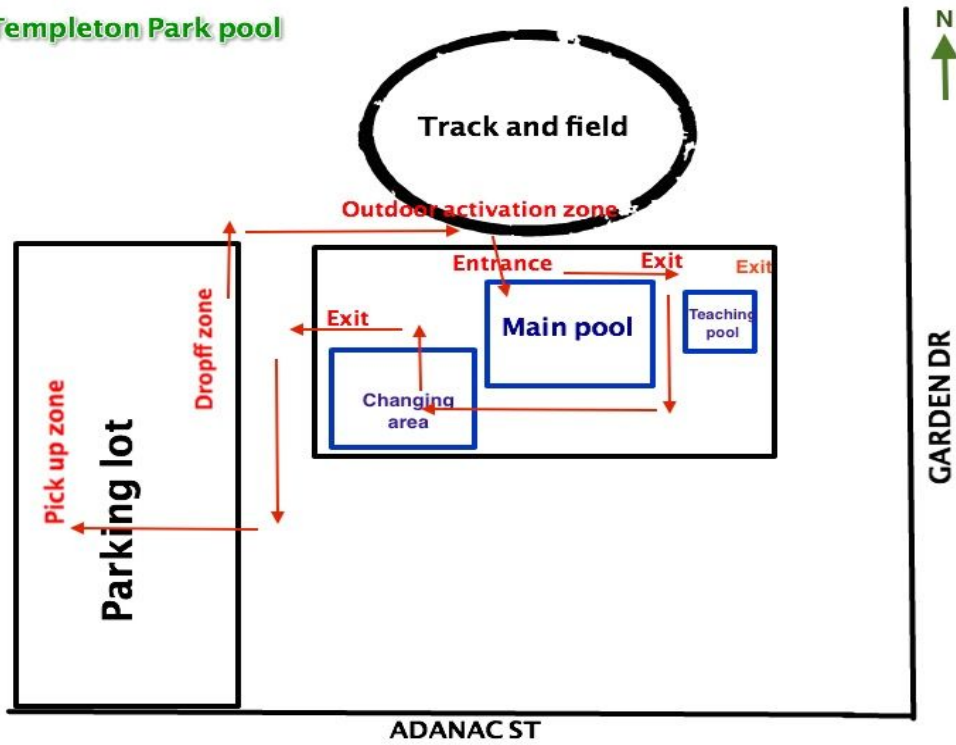 Templeton Park pool
N
Track and field
Outdoor activation zone
Entrance
Exit
Exit
Main pool
Teaching
pool
Exit
Changing
area
Dropff zone
Pick up zone
Parking lot
GARDEN DR
ADANAC ST